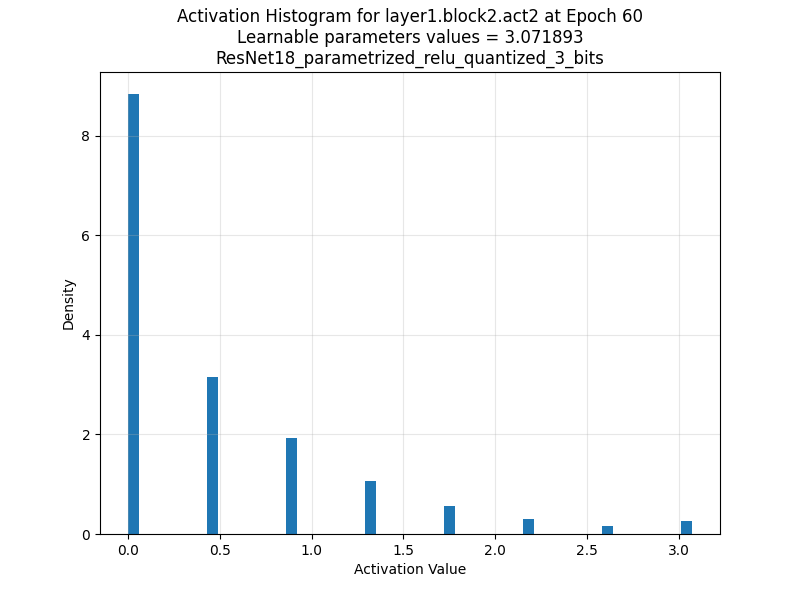 Activation Histogram for layer1.block2.act2 at Epoch 60
Learnable parameters values = 3.071893
ResNet18_parametrized_relu_quantized_3_bits
8
6
4
2
0
Density
0.0 0.5 1.0 1.5 2.0 2.5 3.0
Activation Value